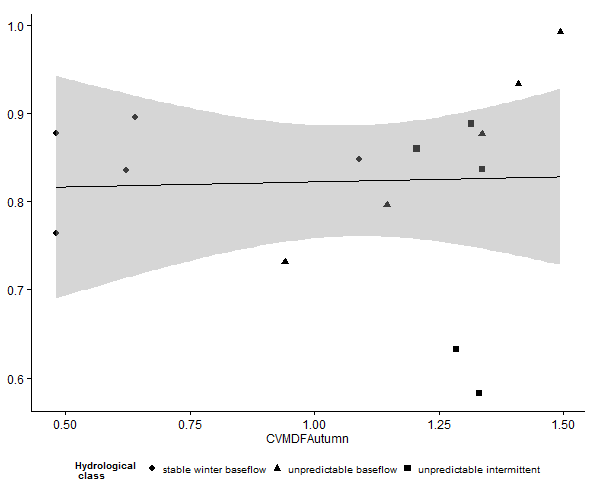 1.0
0.9
0.8
0.7
0.6
0.50 0.75 1.00 1.25 1.50
CVMDFAutumn
Hydrological
class
stable winter baseflow unpredictable baseflow unpredictable intermittent